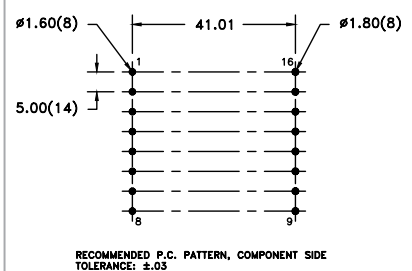 ø1.60(8) 41.01 ø1.80(8)
1 16
5.00(14)
8 9
RECOMMENDED P.C. PATTERN, COMPONENT SIDE
TOLERANCE: ±.03